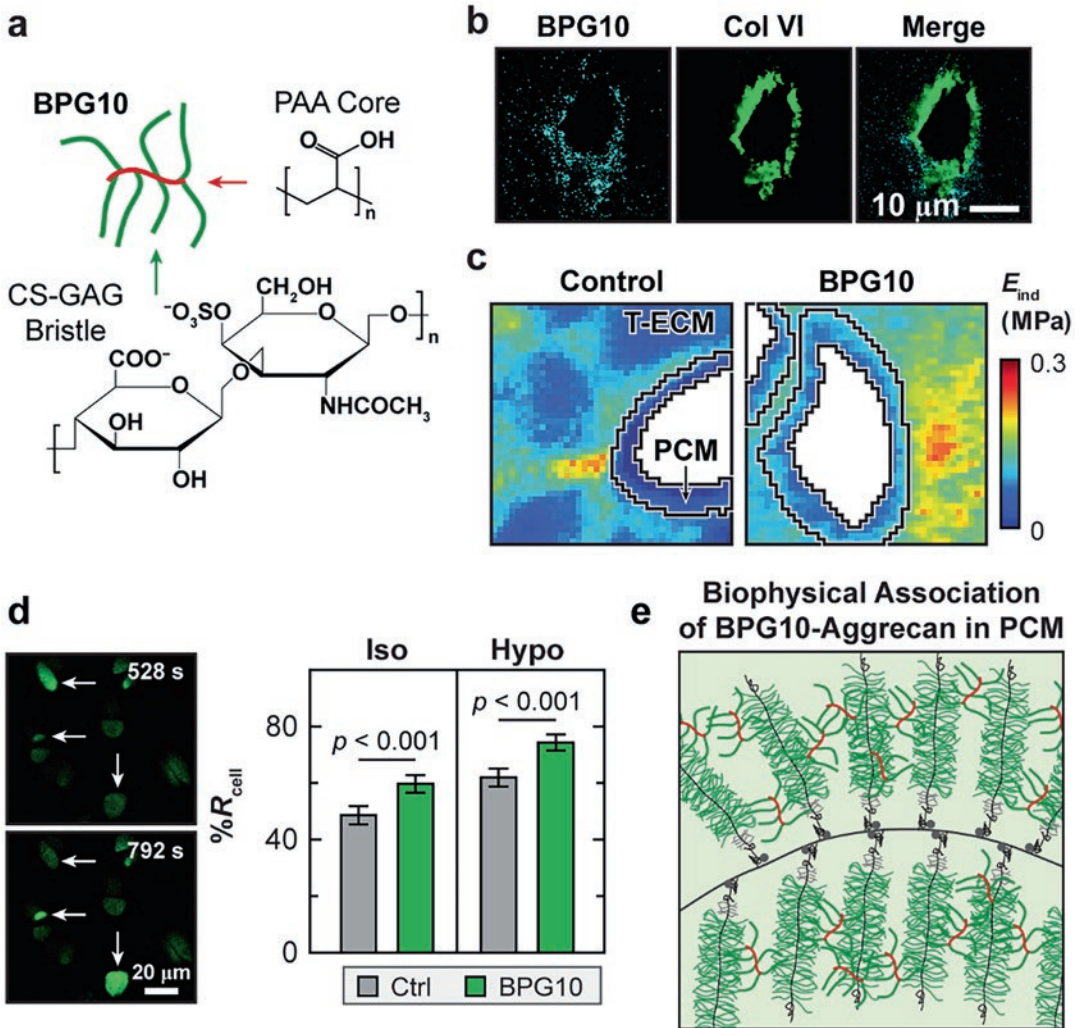 a
BPG10
PAA Core
O
OH
n
CS-GAG
Bristle
CH₂OH
⁻O₃SO
O
O
n
COO⁻
O
O
OH
NHCOCH₃
OH
b
BPG10
Col VI
Merge
10 μm
c
Control
BPG10
E_ind
(MPa)
T-ECM
PCM
0.3
0
d
528 s
792 s
20 μm
Iso
Hypo
%R_cell
80
40
0
p < 0.001
p < 0.001
Ctrl
BPG10
e
Biophysical Association
of BPG10-Aggrecan in PCM